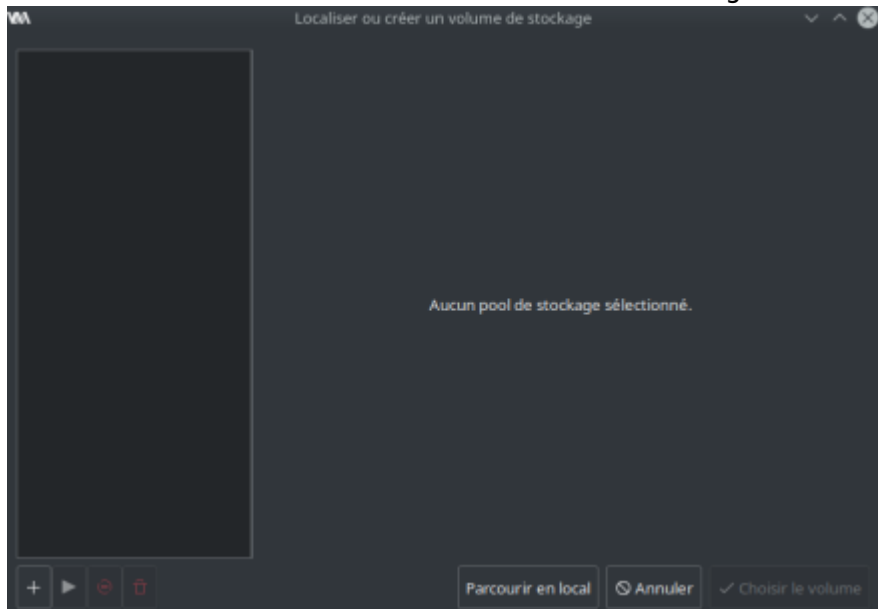 Localiser ou créer un volume de stockage
Aucun pool de stockage sélectionné.
Parcourir en local
Annuler
Choisir le volume